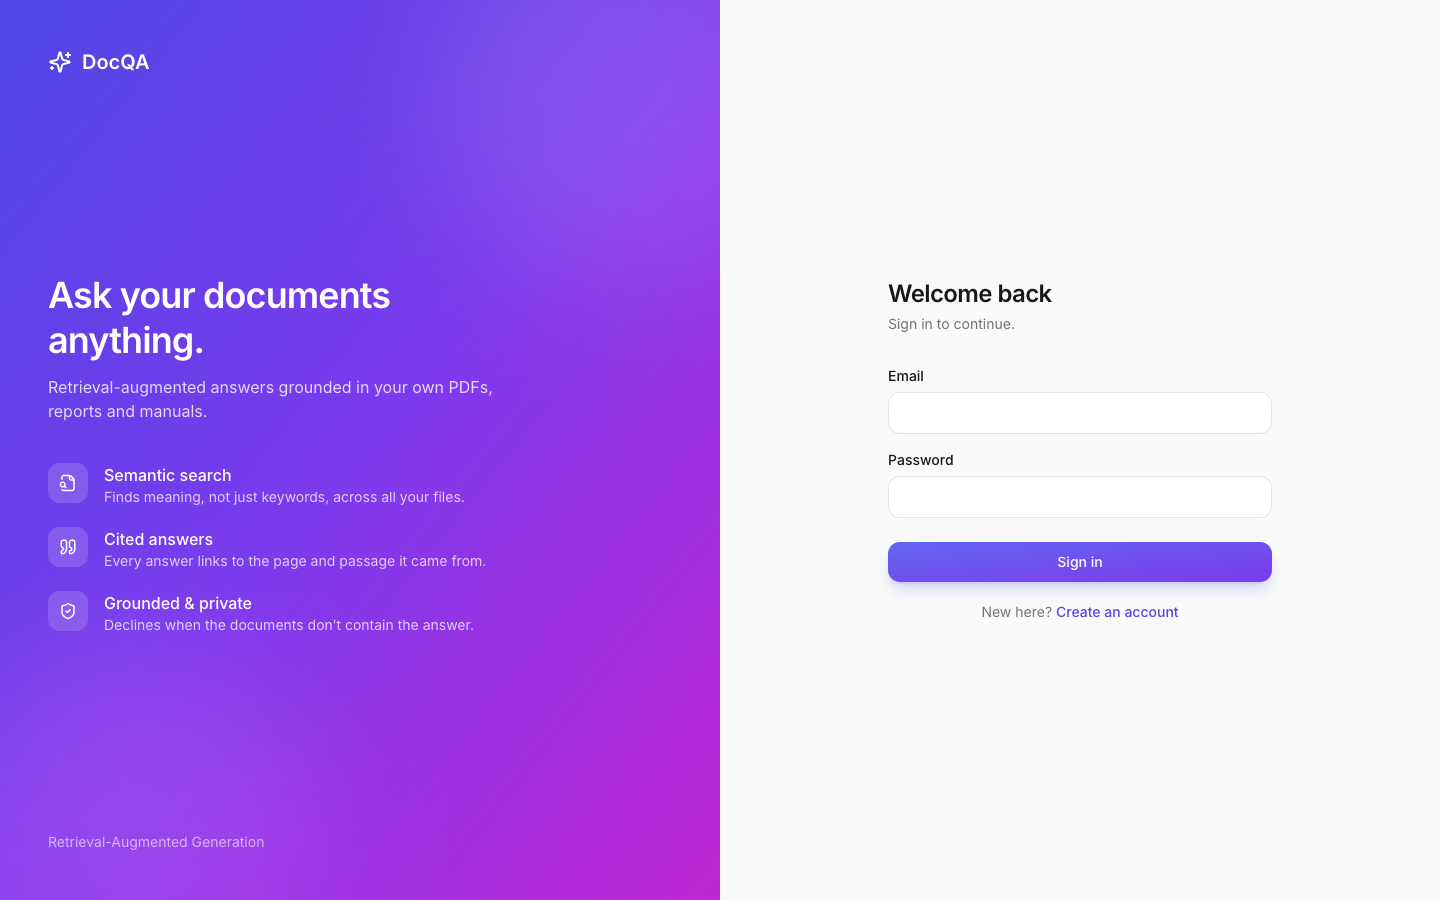 DocQA
Ask your documents
anything.
Retrieval-augmented answers grounded in your own PDFs,
reports and manuals.
Semantic search
Finds meaning, not just keywords, across all your files.
Cited answers
Every answer links to the page and passage it came from.
Grounded & private
Declines when the documents don’t contain the answer.
Retrieval-Augmented Generation
Welcome back
Sign in to continue.
Email
Password
Sign in
New here? Create an account